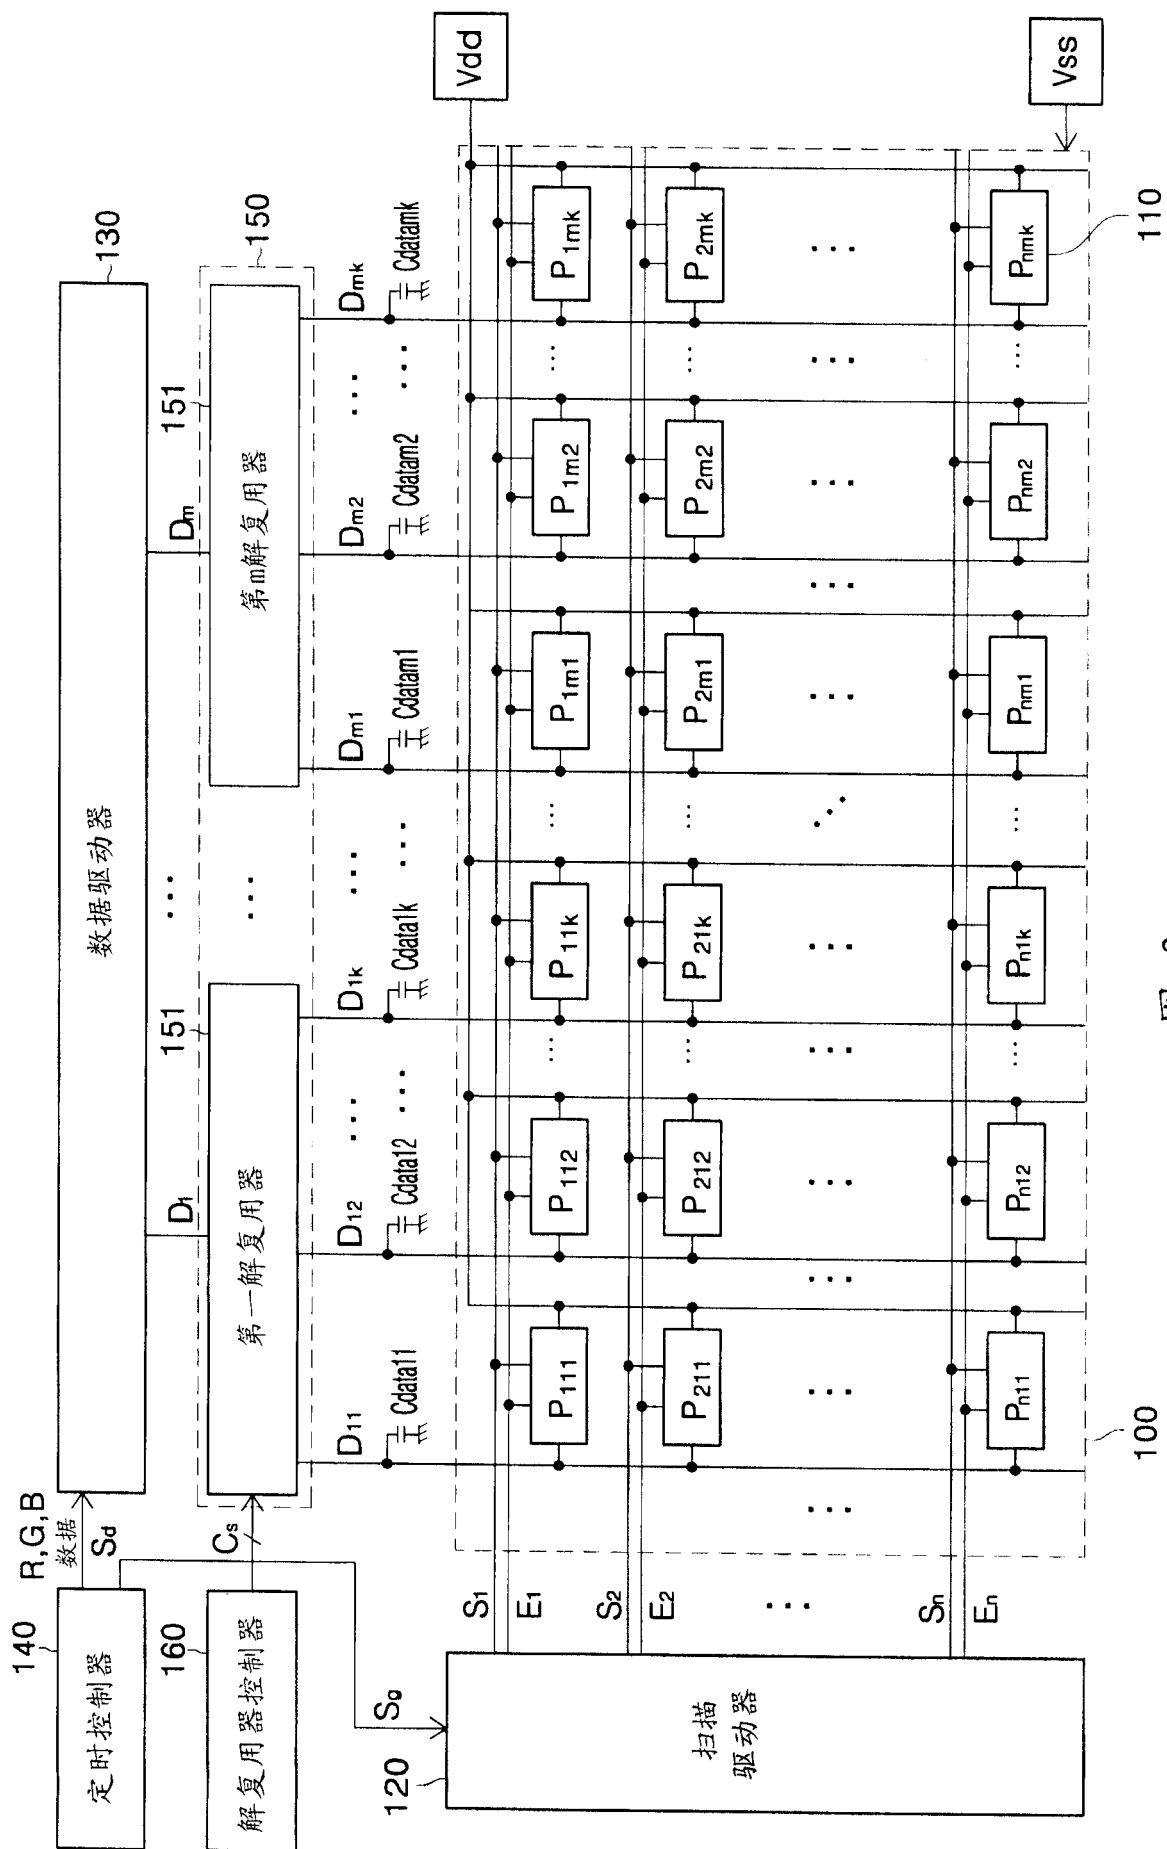 140
定时控制器
R,G,B
数据
Sd
数据驱动器
130
160
解复用器控制器
Cs
D1
...
Dm
151
第一解复用器
...
151
第m解复用器
150
Sg
D11
D12
...
D1k
...
Dm1
Dm2
...
Dmk
Cdata11
Cdata12
...
Cdata1k
...
Cdatam1
Cdatam2
...
Cdatamk
Vdd
120
扫描
驱动器
S1
E1
P111
P112
...
P11k
...
P1m1
P1m2
...
P1mk
S2
E2
P211
P212
...
P21k
...
P2m1
P2m2
...
P2mk
...
Sn
En
Pn11
Pn12
...
Pn1k
...
Pnm1
Pnm2
...
Pnmk
Vss
100
110
图